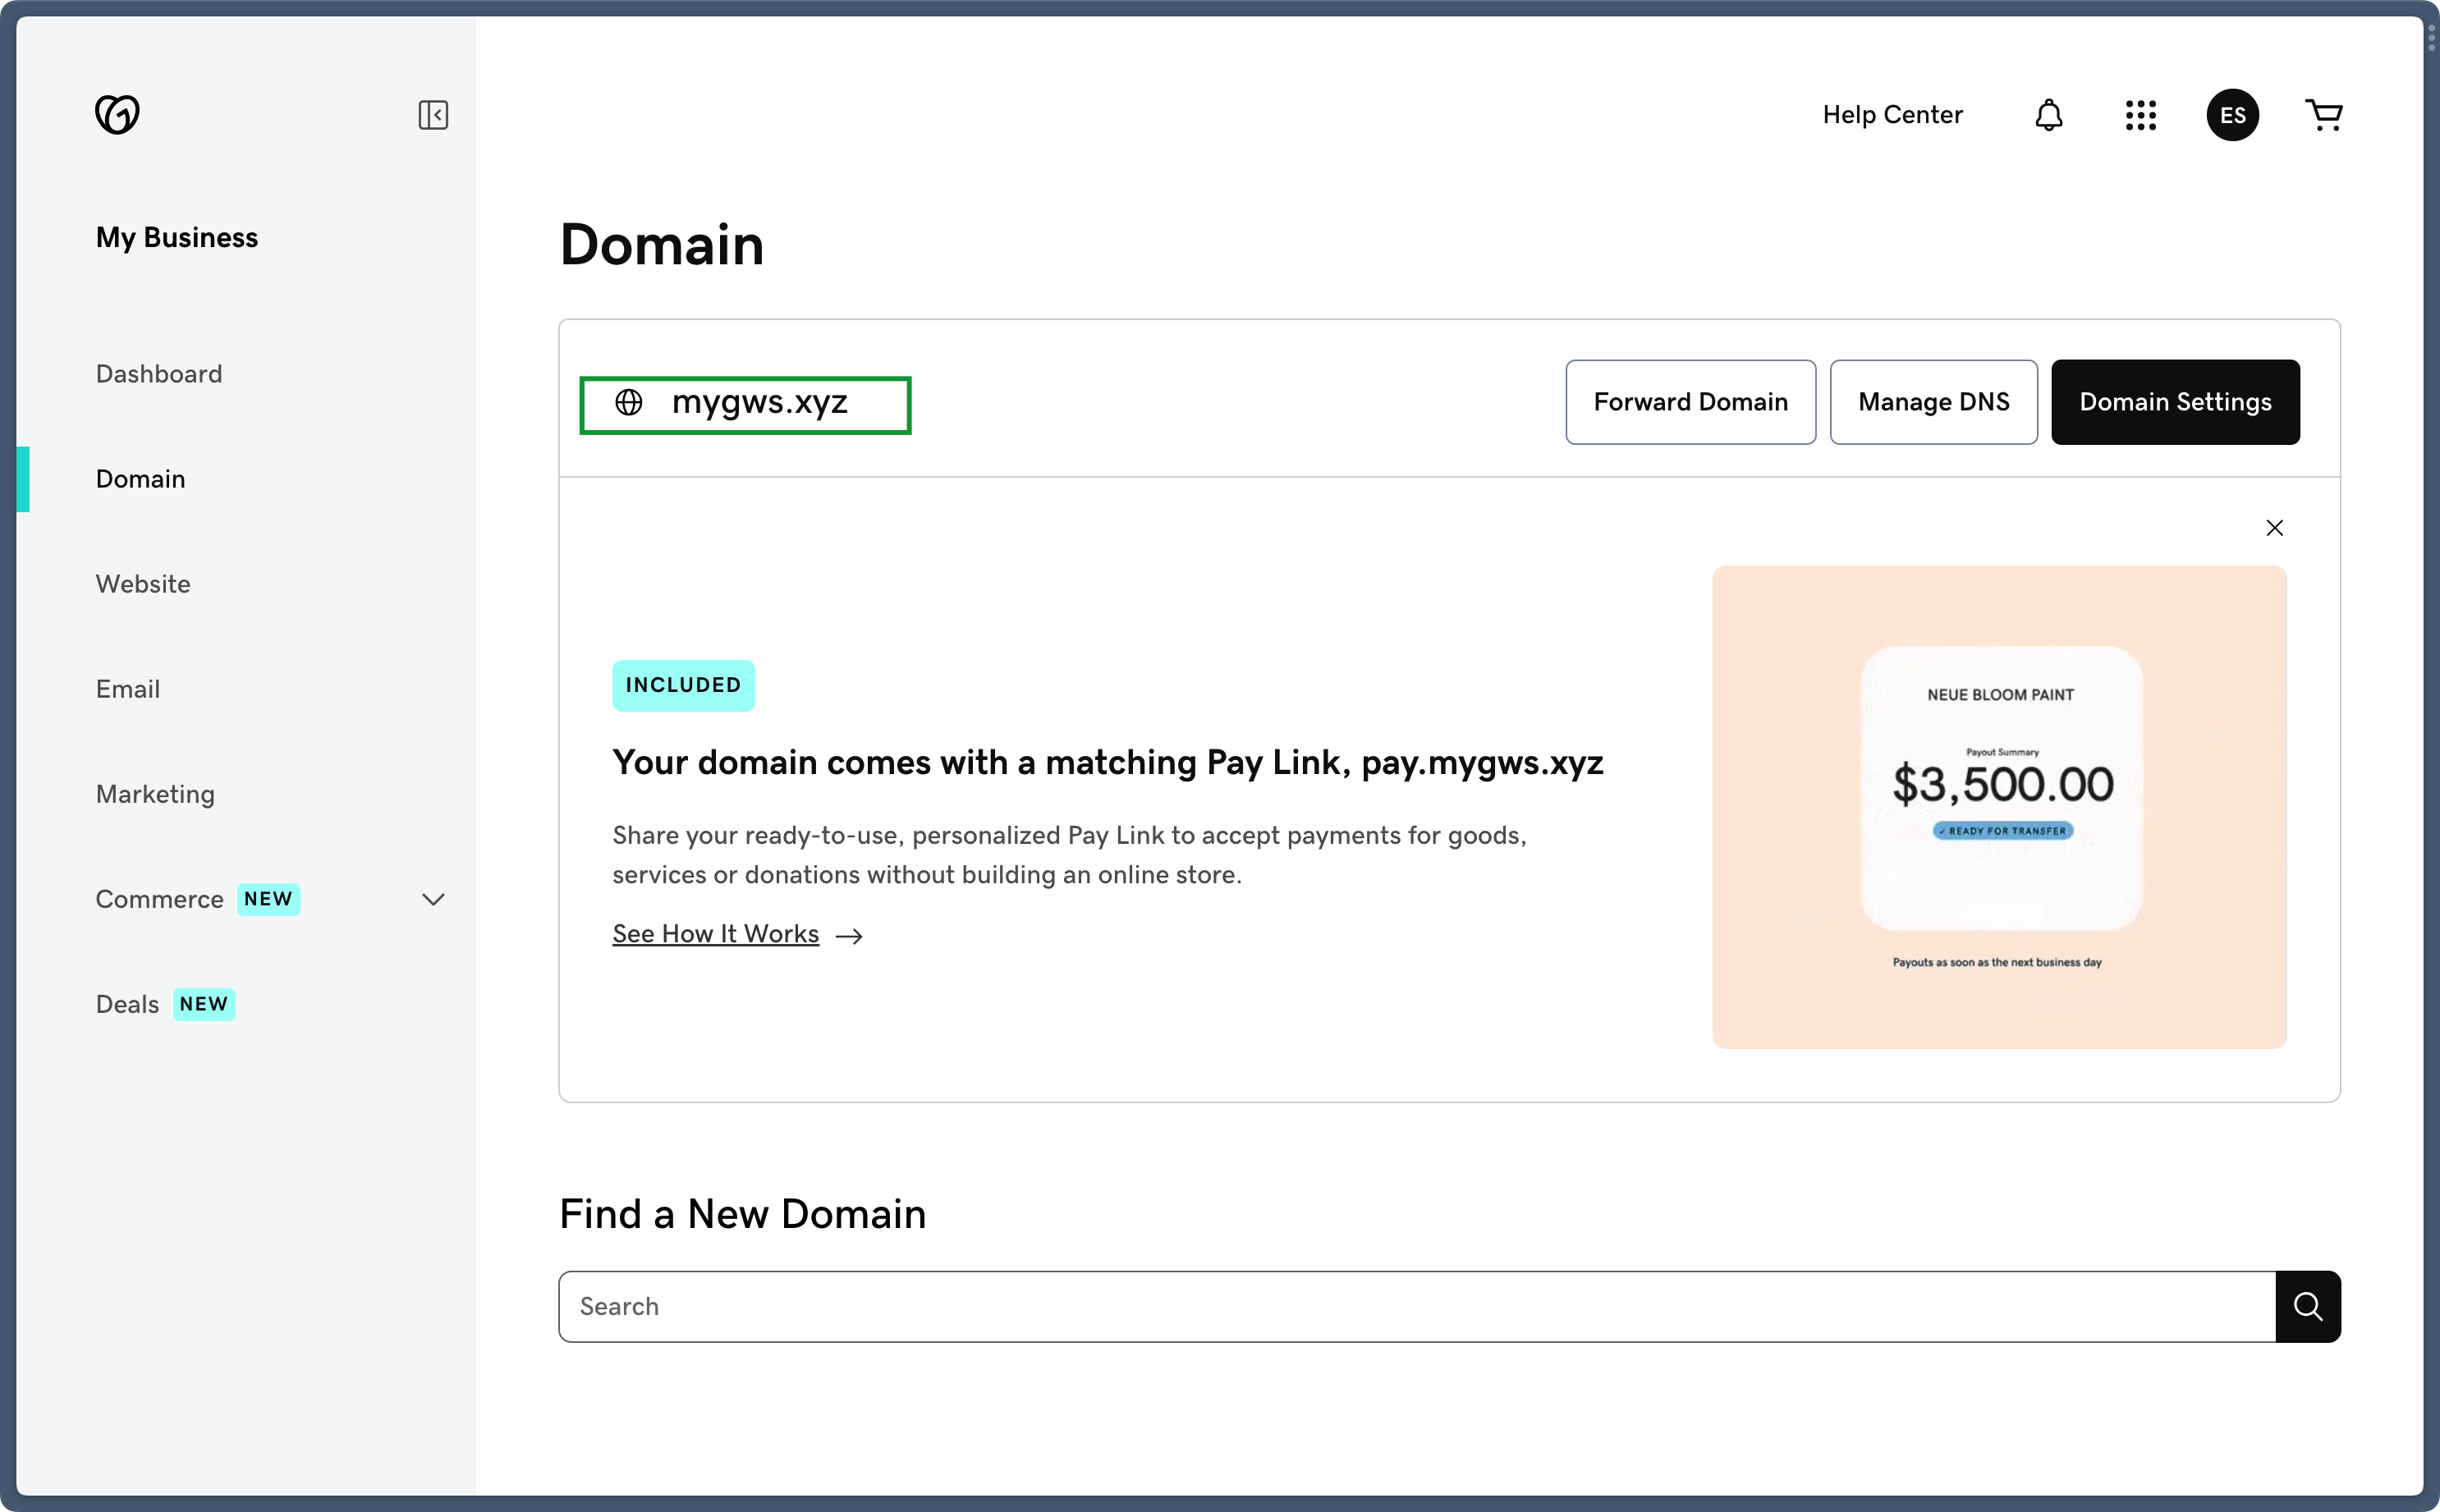 Help Center
ES
My Business
Dashboard
Domain
Website
Email
Marketing
Commerce NEW
Deals NEW
Domain
mygws.xyz
Forward Domain
Manage DNS
Domain Settings
INCLUDED
Your domain comes with a matching Pay Link, pay.mygws.xyz
Share your ready-to-use, personalized Pay Link to accept payments for goods,
services or donations without building an online store.
See How It Works
NEUE BLOOM PAINT
Payout Summary
$3,500.00
✓ READY FOR TRANSFER
Payouts as soon as the next business day
Find a New Domain
Search